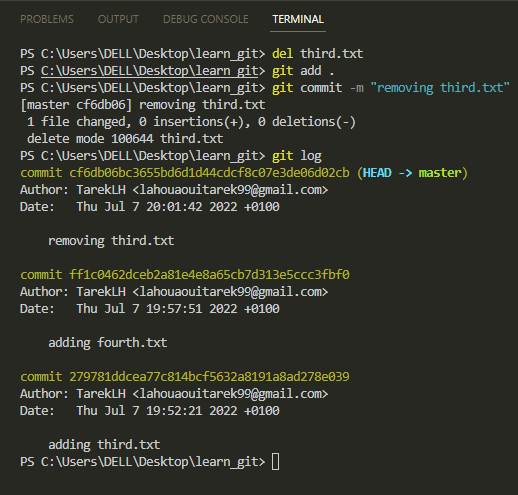 PROBLEMS OUTPUT DEBUG CONSOLE TERMINAL
PS C:\Users\DELL\Desktop\learn_git> del third.txt
PS C:\Users\DELL\Desktop\learn_git> git add .
PS C:\Users\DELL\Desktop\learn_git> git commit -m "removing third.txt"
[master cf6db06] removing third.txt
 1 file changed, 0 insertions(+), 0 deletions(-)
 delete mode 100644 third.txt
PS C:\Users\DELL\Desktop\learn_git> git log
commit cf6db06bc3655bd6d1d44cdcf8c07e3de06d02cb (HEAD -> master)
Author: TarekLH <lahouaouitarek99@gmail.com>
Date:   Thu Jul 7 20:01:42 2022 +0100

    removing third.txt

commit ff1c0462dceb2a81e4e8a65cb7d313e5ccc3fbf0
Author: TarekLH <lahouaouitarek99@gmail.com>
Date:   Thu Jul 7 19:57:51 2022 +0100

    adding fourth.txt

commit 279781ddcea77c814bcf5632a8191a8ad278e039
Author: TarekLH <lahouaouitarek99@gmail.com>
Date:   Thu Jul 7 19:52:21 2022 +0100

    adding third.txt
PS C:\Users\DELL\Desktop\learn_git>